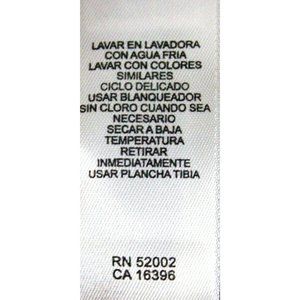 LAVAR EN LAVADORA
CON AGUA FRIA
LAVAR CON COLORES
SIMILARES
CICLO DELICADO
USAR BLANQUEADOR
SIN CLORO CUANDO SEA
NECESARIO
SECAR A BAJA
TEMPERATURA
RETIRAR
INMEDIATAMENTE
USAR PLANCHA TIBIA
RN 52002
CA 16396